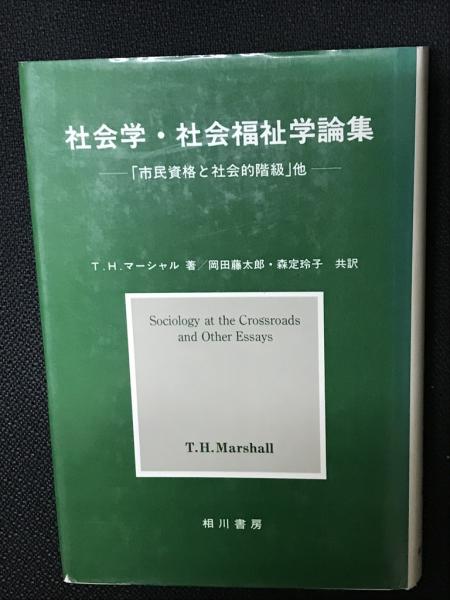 社会学・社会福祉学論集
──「市民資格と社会的階級」他──
T.H.マーシャル 著／岡田藤太郎・森定玲子 共訳
Sociology at the Crossroads
and Other Essays
T.H.Marshall
相川書房